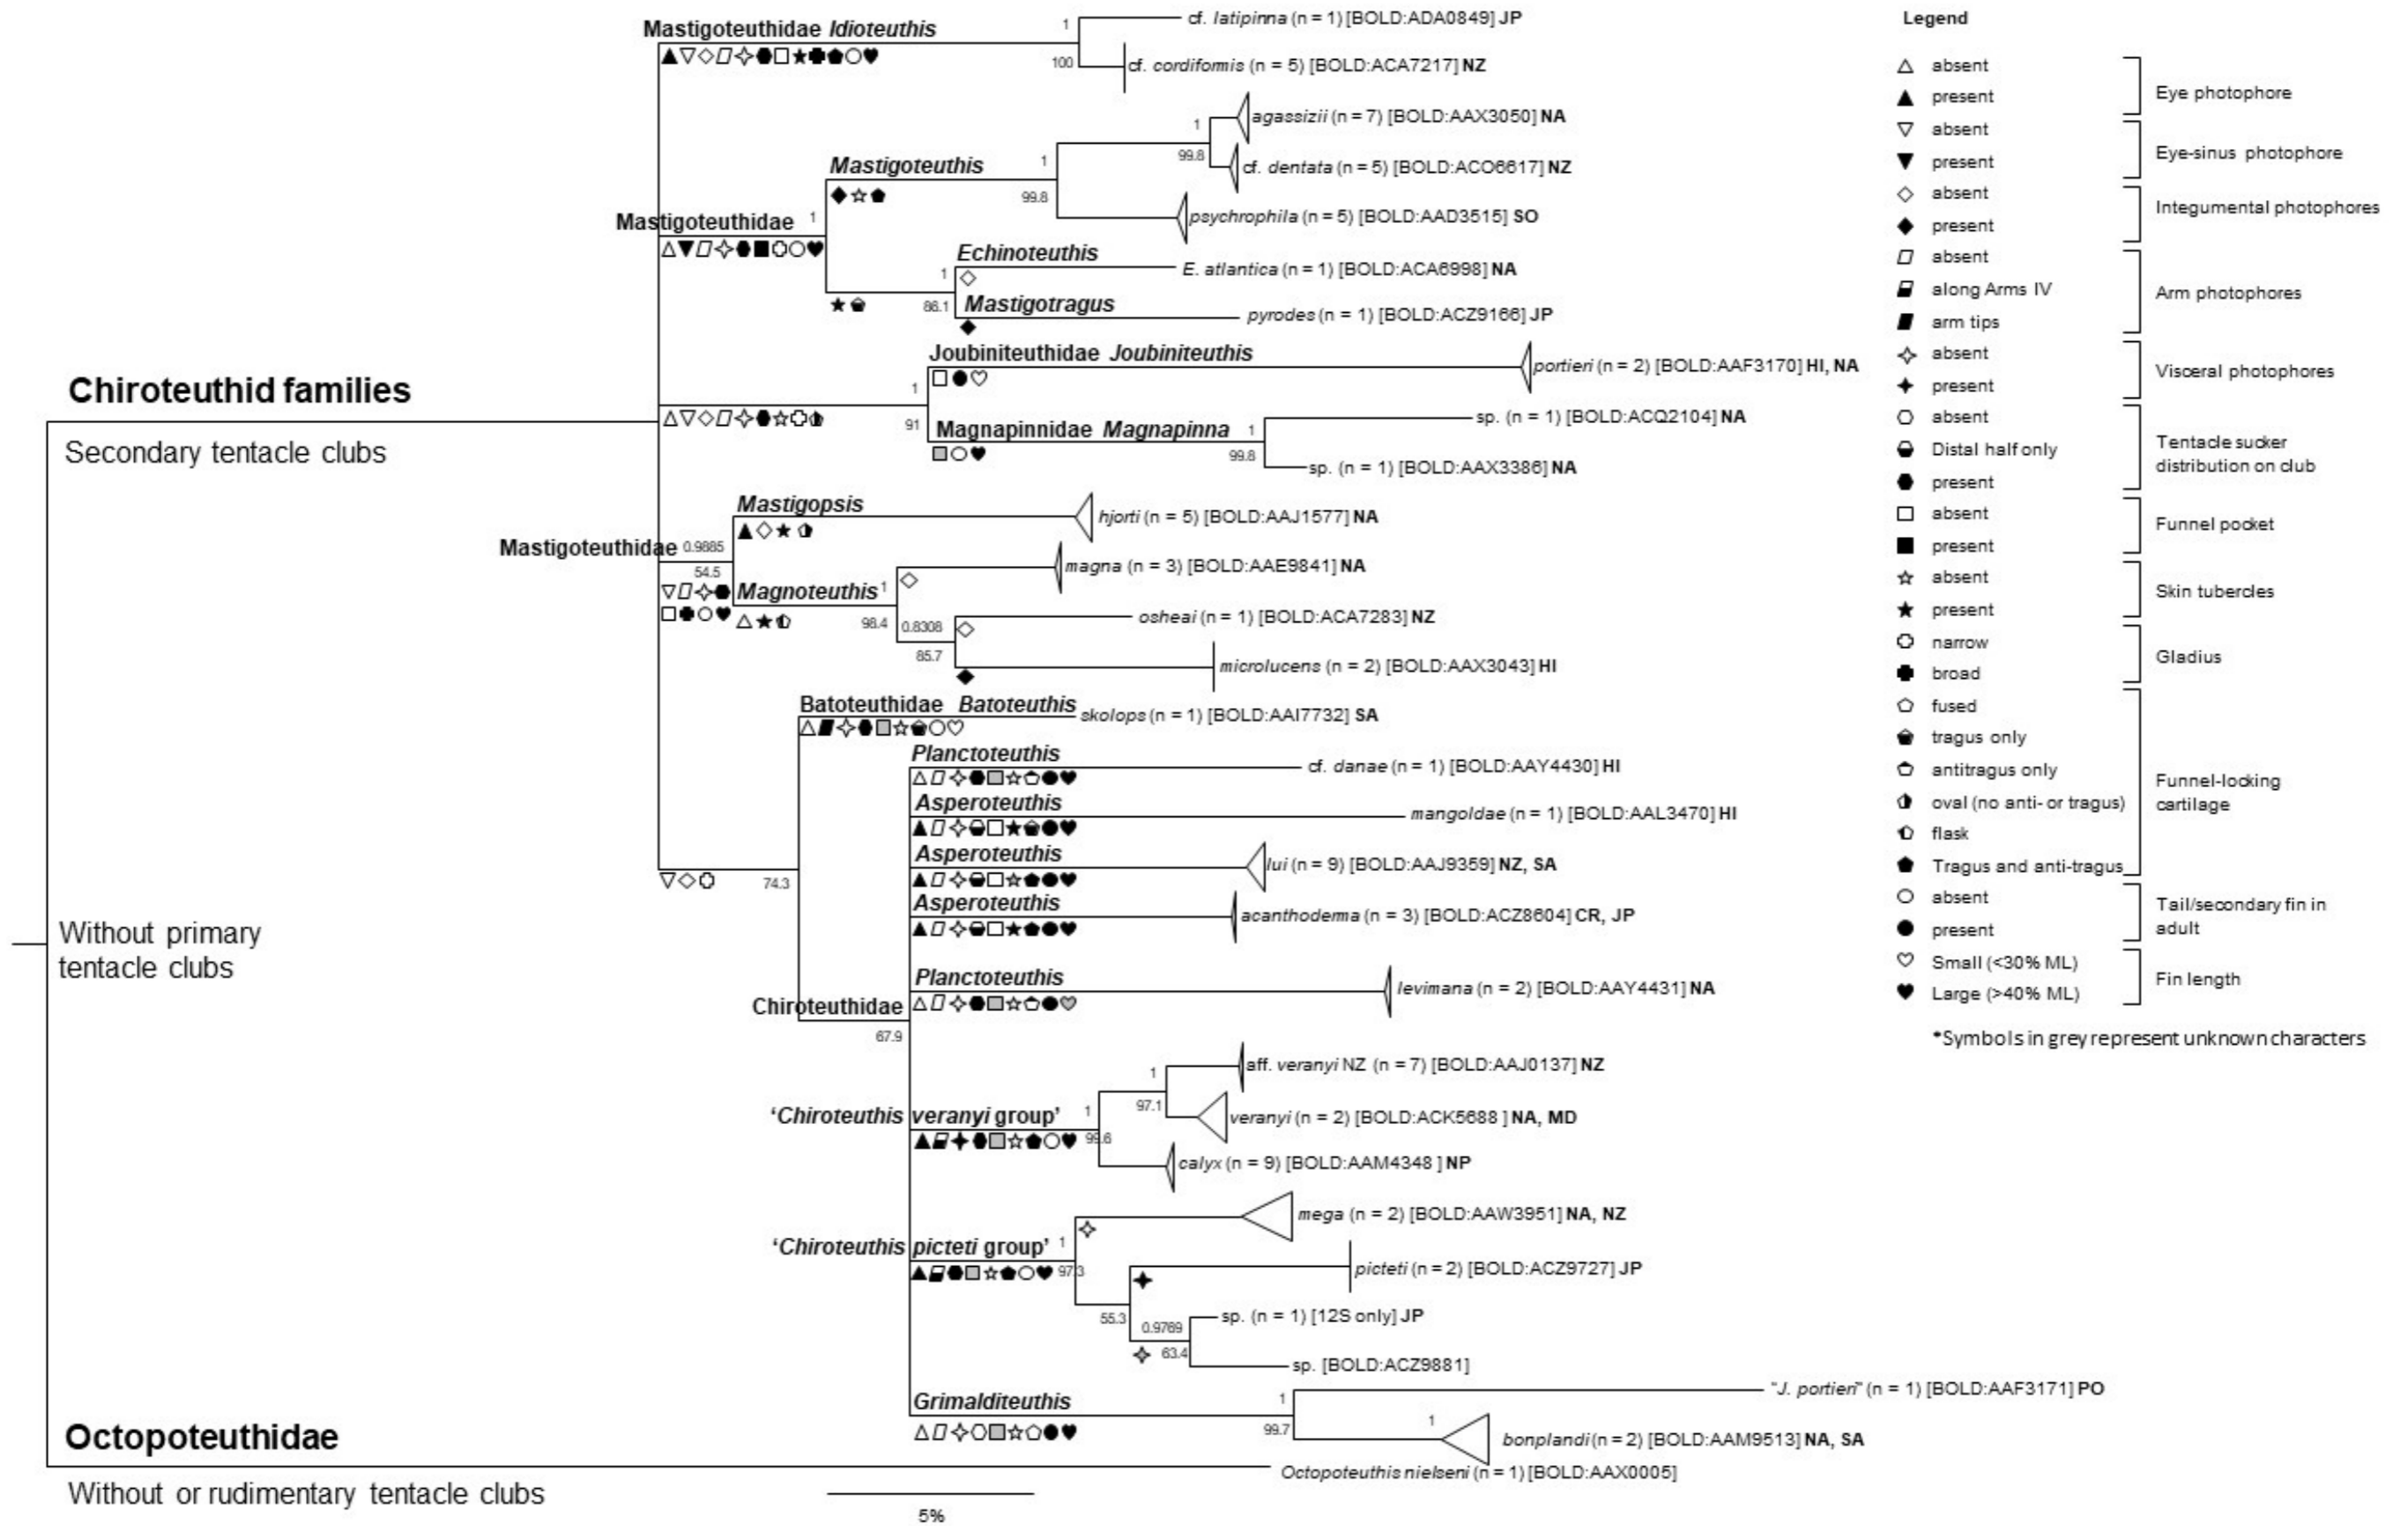 Mastigoteuthidae Idioteuthis
1
100
cf. latipinna (n = 1) [BOLD:ADA0849] JP
cf. cordiformis (n = 5) [BOLD:ACA7217] NZ
1
99.8
agassizii (n = 7) [BOLD:AAX3050] NA
cf. dentata (n = 5) [BOLD:ACO6617] NZ
Mastigoteuthis
1
99.8
psychrophila (n = 5) [BOLD:AAD3515] SO
Mastigoteuthidae
1
Echinoteuthis
1
86.1
E. atlantica (n = 1) [BOLD:ACA6998] NA
Mastigotragus
pyrodes (n = 1) [BOLD:ACZ9166] JP
Joubiniteuthidae Joubiniteuthis
portieri (n = 2) [BOLD:AAF3170] HI, NA
Chiroteuthid families
Secondary tentacle clubs
1
91
Magnapinnidae Magnapinna
1
99.8
sp. (n = 1) [BOLD:ACQ2104] NA
sp. (n = 1) [BOLD:AAX3386] NA
Mastigopsis
hjorti (n = 5) [BOLD:AAJ1577] NA
Mastigoteuthidae
0.9885
54.5
magna (n = 3) [BOLD:AAE9841] NA
Magnoteuthis
1
98.4
0.8308
85.7
osheai (n = 1) [BOLD:ACA7283] NZ
microlucens (n = 2) [BOLD:AAX3043] HI
Batoteuthidae Batoteuthis
skolops (n = 1) [BOLD:AAI7732] SA
Planctoteuthis
cf. danae (n = 1) [BOLD:AAY4430] HI
Asperoteuthis
mangoldae (n = 1) [BOLD:AAL3470] HI
Asperoteuthis
lui (n = 9) [BOLD:AAJ9359] NZ, SA
74.3
Asperoteuthis
acanthoderma (n = 3) [BOLD:ACZ8604] CR, JP
Without primary
tentacle clubs
Planctoteuthis
levimana (n = 2) [BOLD:AAY4431] NA
Chiroteuthidae
67.9
1
97.1
aff. veranyi NZ (n = 7) [BOLD:AAJ0137] NZ
veranyi (n = 2) [BOLD:ACK5688 ] NA, MD
‘Chiroteuthis veranyi group’
1
99.6
calyx (n = 9) [BOLD:AAM4348 ] NP
mega (n = 2) [BOLD:AAW3951] NA, NZ
‘Chiroteuthis picteti group’
1
97.3
picteti (n = 2) [BOLD:ACZ9727] JP
55.3
0.9769
63.4
sp. (n = 1) [12S only] JP
sp. [BOLD:ACZ9881]
Grimalditeuthis
1
99.7
"J. portieri" (n = 1) [BOLD:AAF3171] PO
1
bonplandi (n = 2) [BOLD:AAM9513] NA, SA
Octopoteuthidae
Without or rudimentary tentacle clubs
Octopoteuthis nielseni (n = 1) [BOLD:AAX0005]
5%
Legend
absent
present
Eye photophore
absent
present
Eye-sinus photophore
absent
present
Integumental photophores
absent
along Arms IV
arm tips
Arm photophores
absent
present
Visceral photophores
absent
Distal half only
present
Tentacle sucker
distribution on club
absent
present
Funnel pocket
absent
present
Skin tubercles
narrow
broad
Gladius
fused
tragus only
antitragus only
oval (no anti- or tragus)
flask
Tragus and anti-tragus
Funnel-locking
cartilage
absent
present
Tail/secondary fin in
adult
Small (<30% ML)
Large (>40% ML)
Fin length
*Symbols in grey represent unknown characters